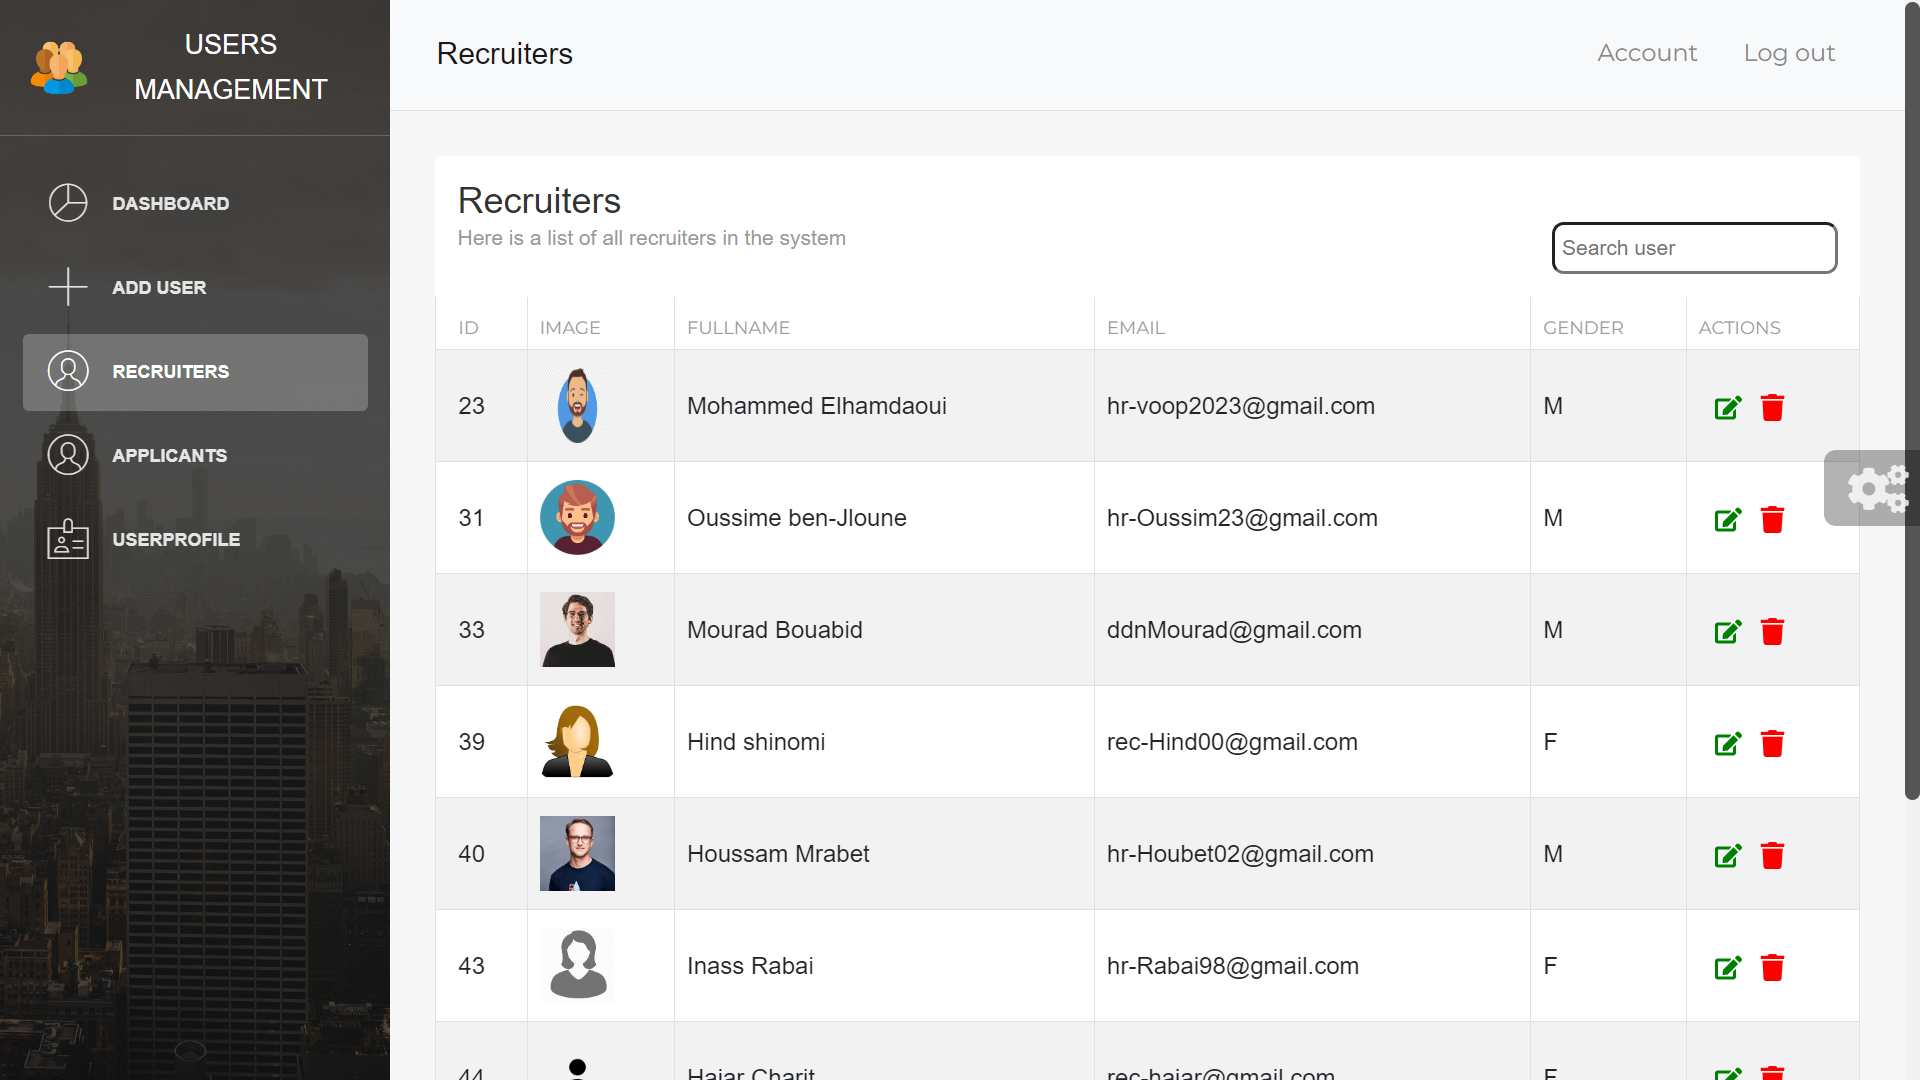 USERS
MANAGEMENT
DASHBOARD
ADD USER
RECRUITERS
APPLICANTS
USERPROFILE
Recruiters
Account Log out
Recruiters
Here is a list of all recruiters in the system
Search user
ID IMAGE FULLNAME EMAIL GENDER ACTIONS
23 Mohammed Elhamdaoui hr-voop2023@gmail.com M
31 Oussime ben-Jloune hr-Oussim23@gmail.com M
33 Mourad Bouabid ddnMourad@gmail.com M
39 Hind shinomi rec-Hind00@gmail.com F
40 Houssam Mrabet hr-Houbet02@gmail.com M
43 Inass Rabai hr-Rabai98@gmail.com F
44 Hajar Charit rec-hajar@gmail.com F